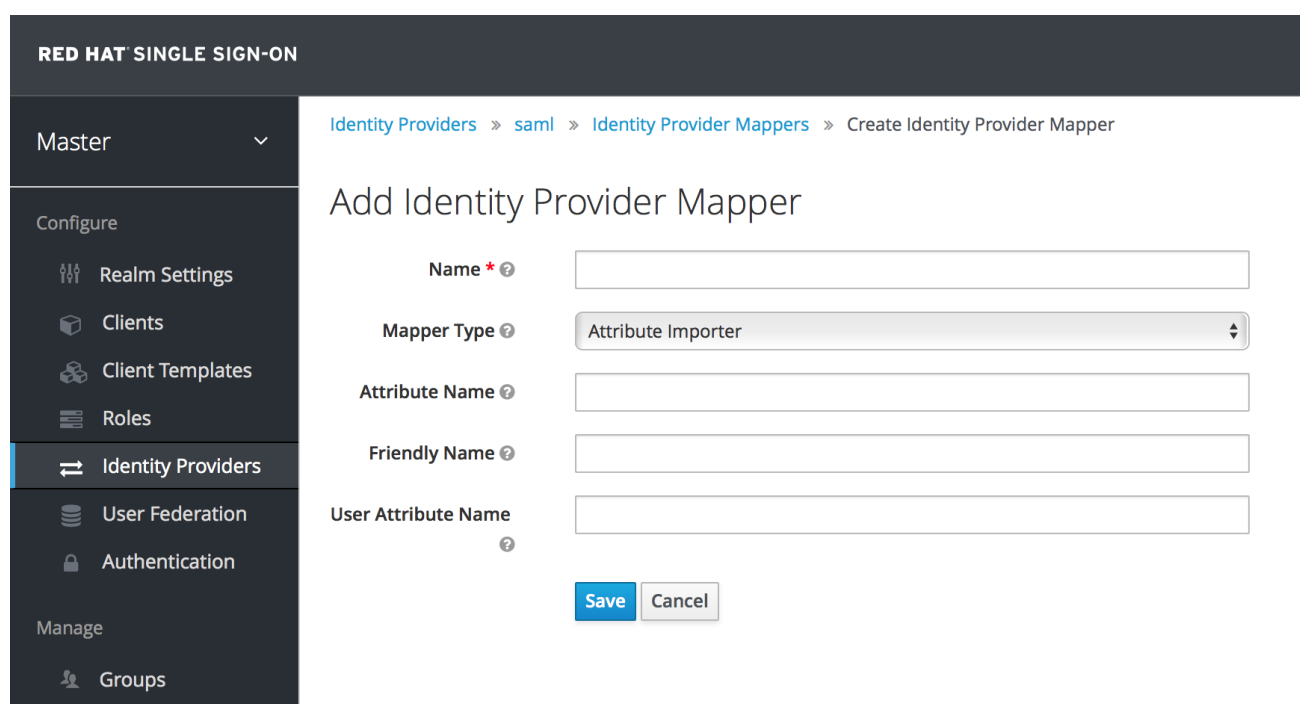 RED HAT® SINGLE SIGN-ON
Master
Configure
Realm Settings
Clients
Client Templates
Roles
Identity Providers
User Federation
Authentication
Manage
Groups
Identity Providers » saml » Identity Provider Mappers » Create Identity Provider Mapper
Add Identity Provider Mapper
Name *
Mapper Type
Attribute Importer
Attribute Name
Friendly Name
User Attribute Name
Save
Cancel